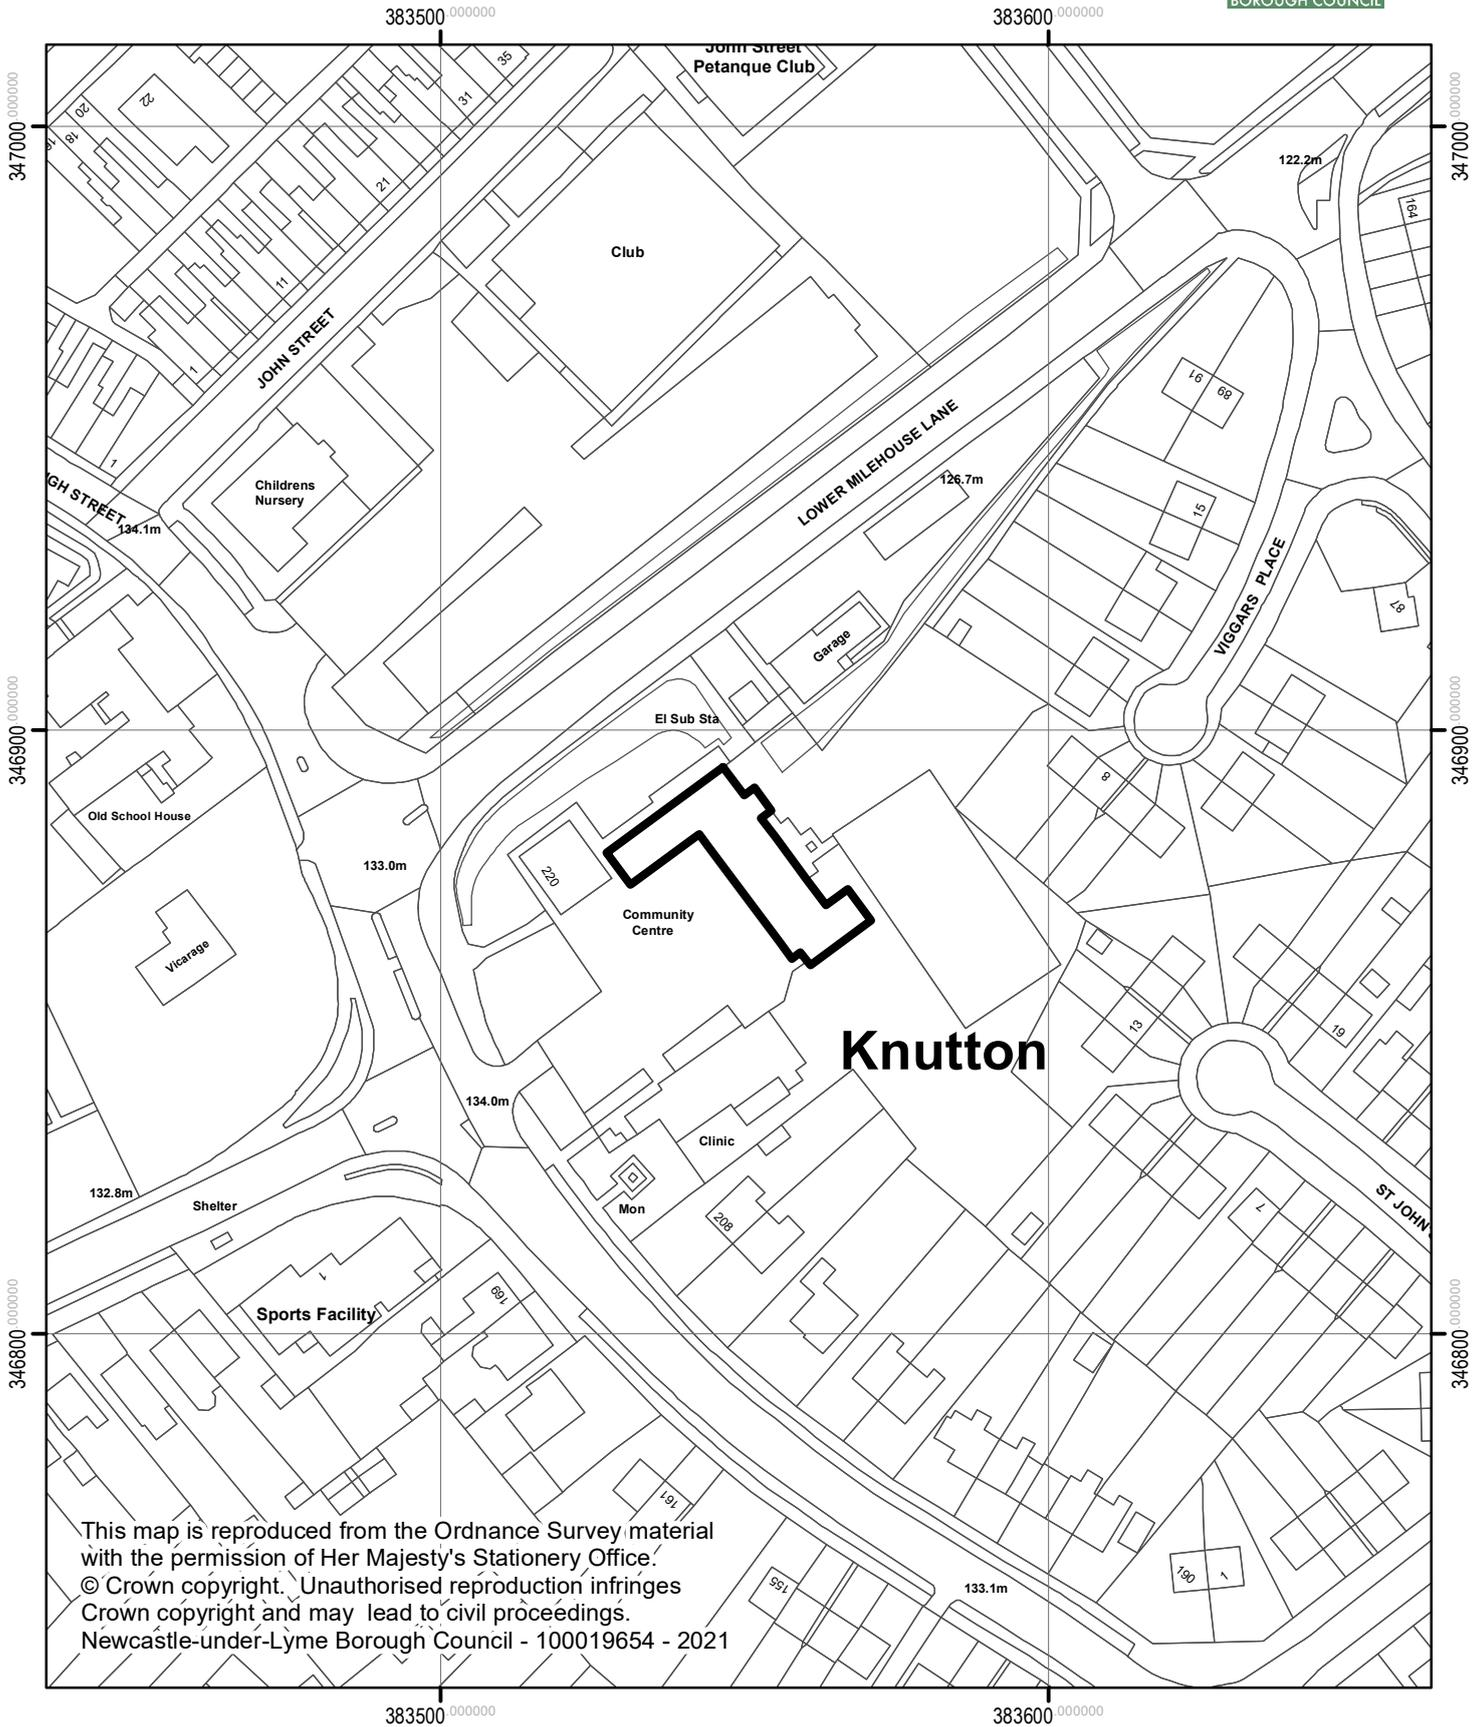 BOROUGH COUNCIL
383500.000000
383600.000000
347000.000000
347000.000000
John Street
Petanque Club
35
31
22
20
18
122.2m
164
21
Club
11
JOHN STREET
1
91
89
LOWER MILEHOUSE LANE
1
Childrens
Nursery
126.7m
15
IGH STREET
134.1m
VIGGARS PLACE
87
Garage
346900.000000
346900.000000
El Sub Sta
8
Old School House
133.0m
220
Community
Centre
Vicarage
13
19
Knutton
134.0m
Clinic
132.8m
Shelter
Mon
208
7
ST JOHN
1
169
Sports Facility
346800.000000
346800.000000
161
This map is reproduced from the Ordnance Survey material
with the permission of Her Majesty's Stationery Office.
© Crown copyright.  Unauthorised reproduction infringes
Crown copyright and may  lead to civil proceedings.
Newcastle-under-Lyme Borough Council - 100019654 - 2021
155
133.1m
190
1
383500.000000
383600.000000